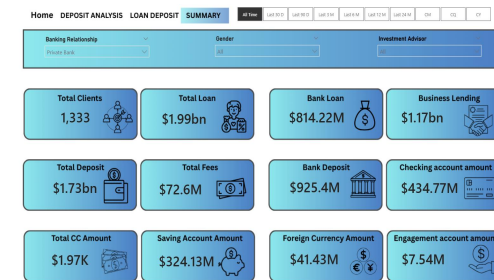 Home DEPOSIT ANALYSIS LOAN DEPOSIT SUMMARY
All Time Last 30 D Last 90 D Last 3 M Last 6 M Last 12 M Last 24 M CM CQ CY
Banking Relationship Gender Investment Advisor
Private Bank All All
Total Clients Total Loan Bank Loan Business Lending
1,333 $1.99bn $814.22M $1.17bn
Total Deposit Total Fees Bank Deposit Checking account amount
$1.73bn $72.6M $925.4M $434.77M
Total CC Amount Saving Account Amount Foreign Currency Amount Engagement account amoun
$1.97K $324.13M $41.43M $7.54M